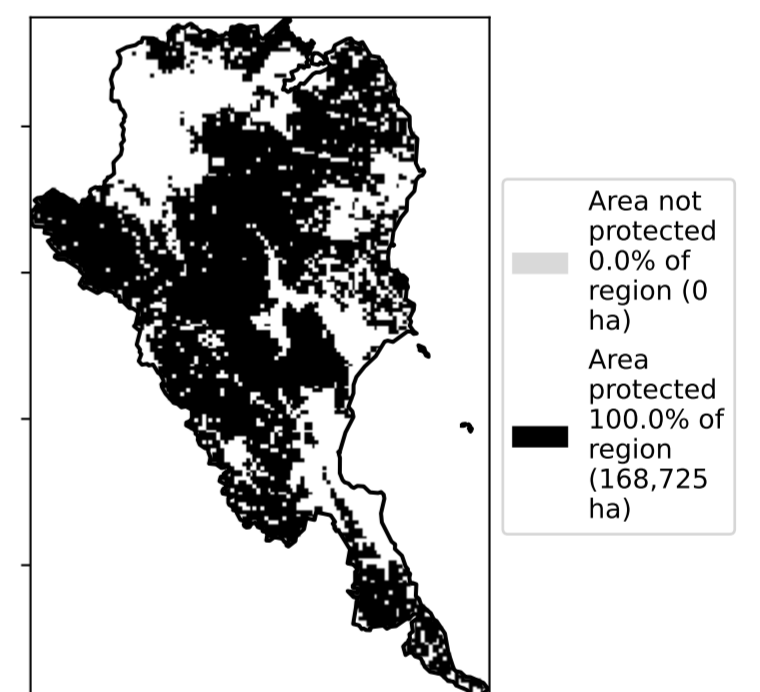 Area not
protected
0.0% of
region (0
ha)
Area
protected
100.0% of
region
(168,725
ha)